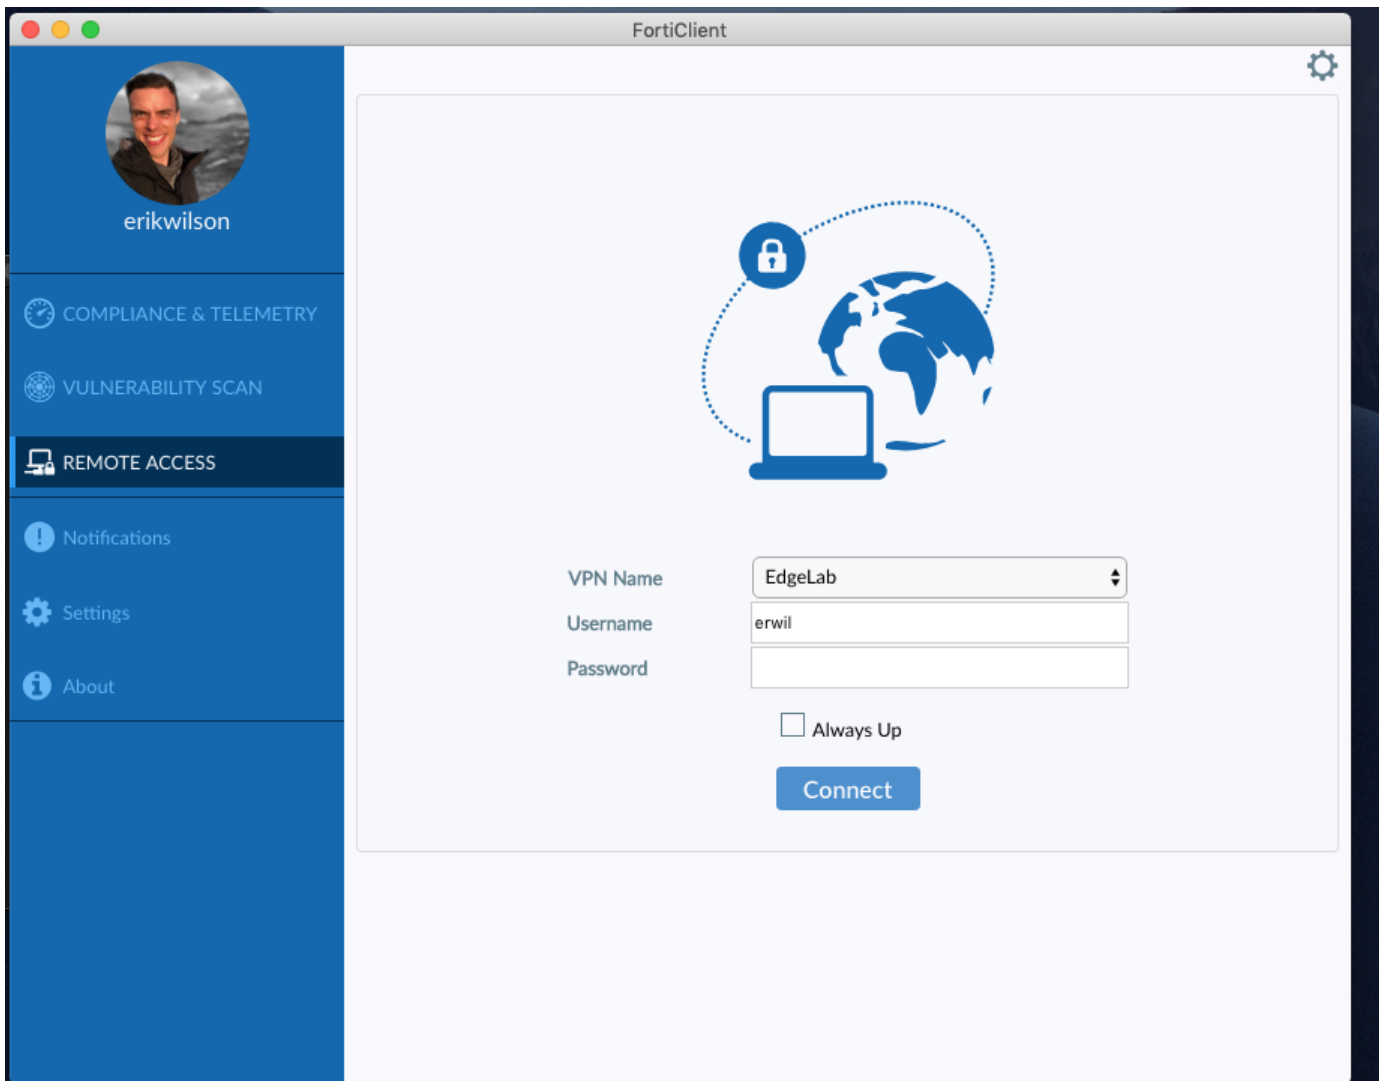 FortiClient
erikwilson
COMPLIANCE & TELEMETRY
VULNERABILITY SCAN
REMOTE ACCESS
Notifications
Settings
About
VPN Name
EdgeLab
Username
erwil
Password
Always Up
Connect